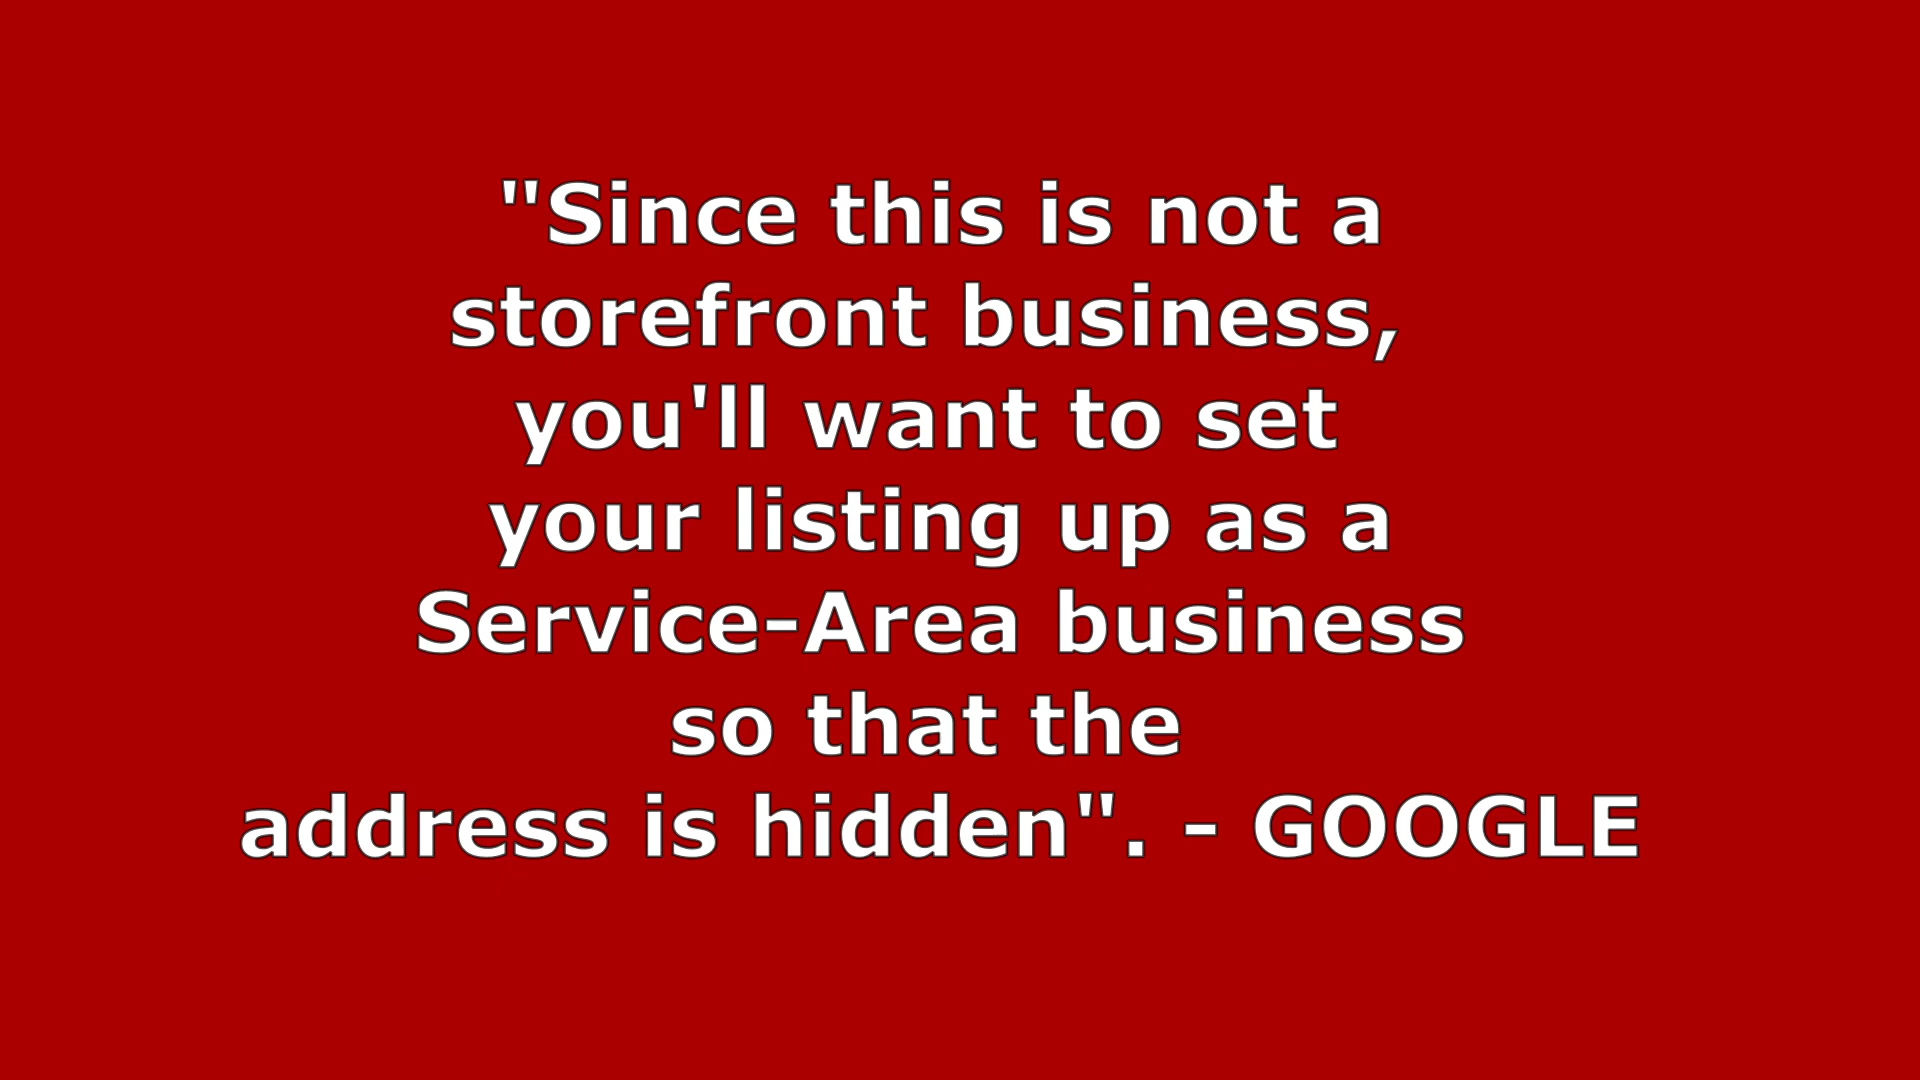 "Since this is not a
storefront business,
you'll want to set
your listing up as a
Service-Area business
so that the
address is hidden". - GOOGLE